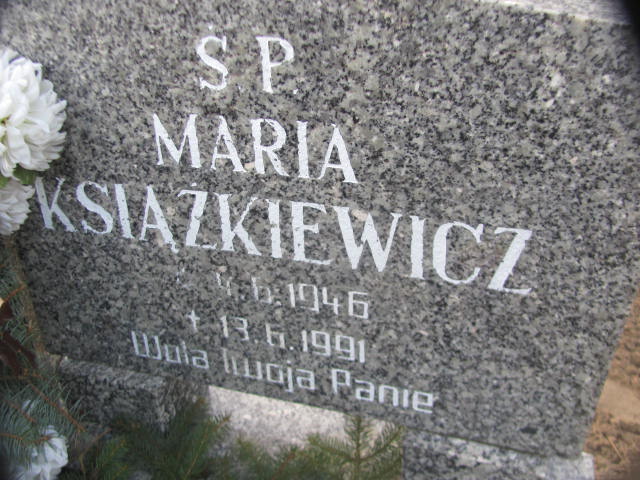 Ś.P.
MARIA
KSIĄŻKIEWICZ
* 4.6.1946
✝ 13.6.1991
Wola Twoja Panie